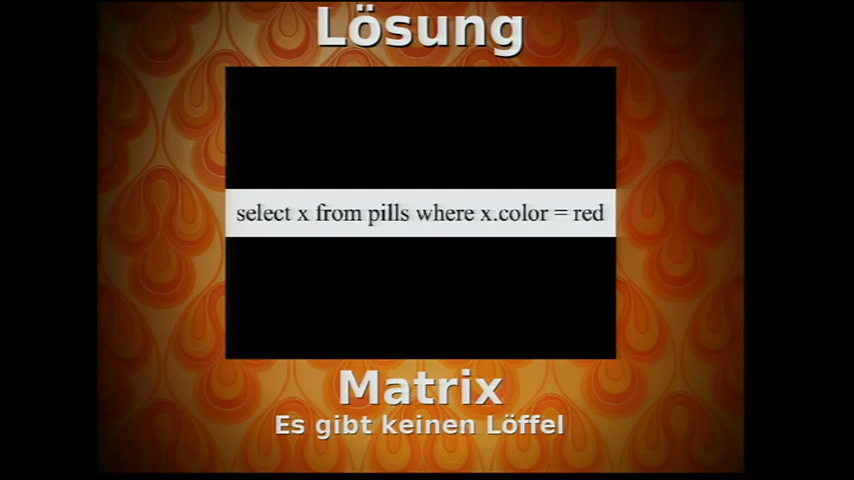 Lösung
select x from pills where x.color = red
Matrix
Es gibt keinen Löffel